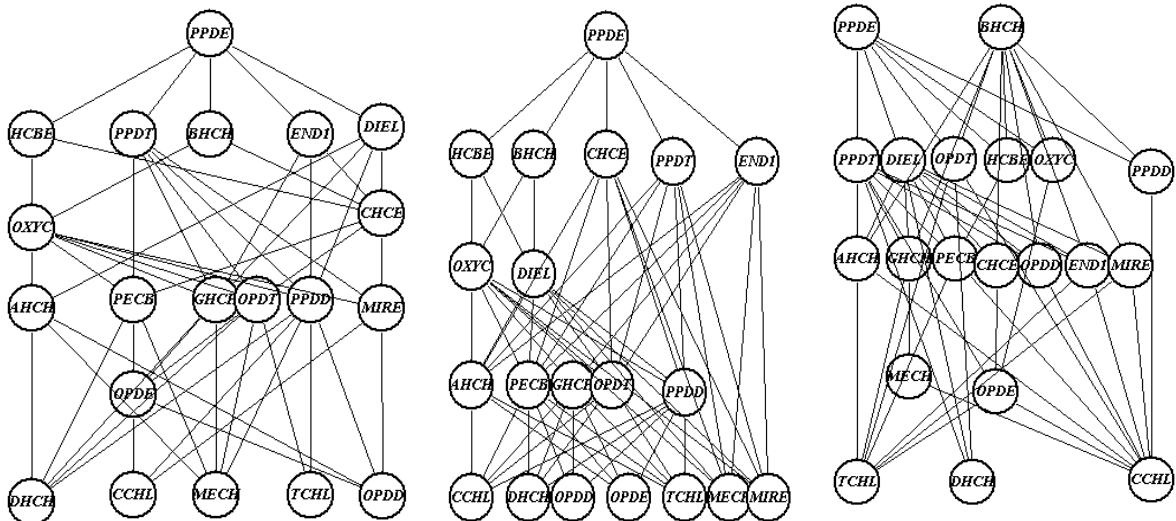 PPDE
HCBE PPDT BHCH END1 DIEL
OXYC CHCE
AHCH PECB GHCH OPDT PPDD MIRE
OPDE
DHCH CCHL MECH TCHL OPDD
PPDE
HCBE BHCH CHCE PPDT END1
OXYC DIEL
AHCH PECB GHCH OPDT PPDD
CCHL DHCH OPDD OPDE TCHL MECH MIRE
PPDE BHCH
PPDT DIEL OPDT HCBE OXYC PPDD
AHCH GHCH PECB CHCE OPDD END1 MIRE
MECH OPDE
TCHL DHCH CCHL